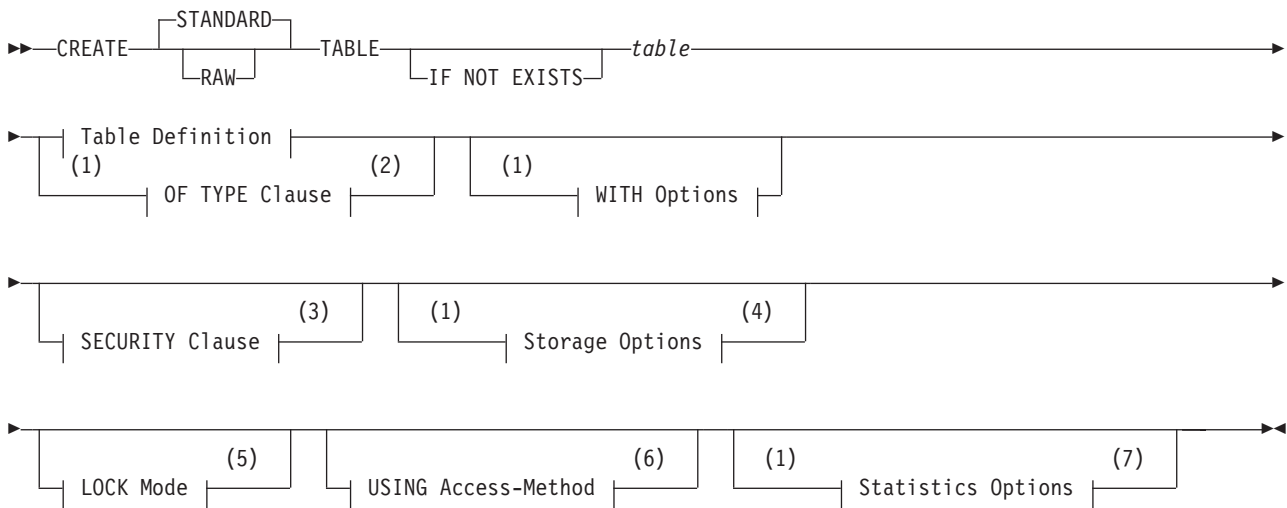 STANDARD
CREATE TABLE table
RAW IF NOT EXISTS
Table Definition
(1) (2) (1)
OF TYPE Clause WITH Options
(3) (1) (4)
SECURITY Clause Storage Options
(5) (6) (1) (7)
LOCK Mode USING Access-Method Statistics Options